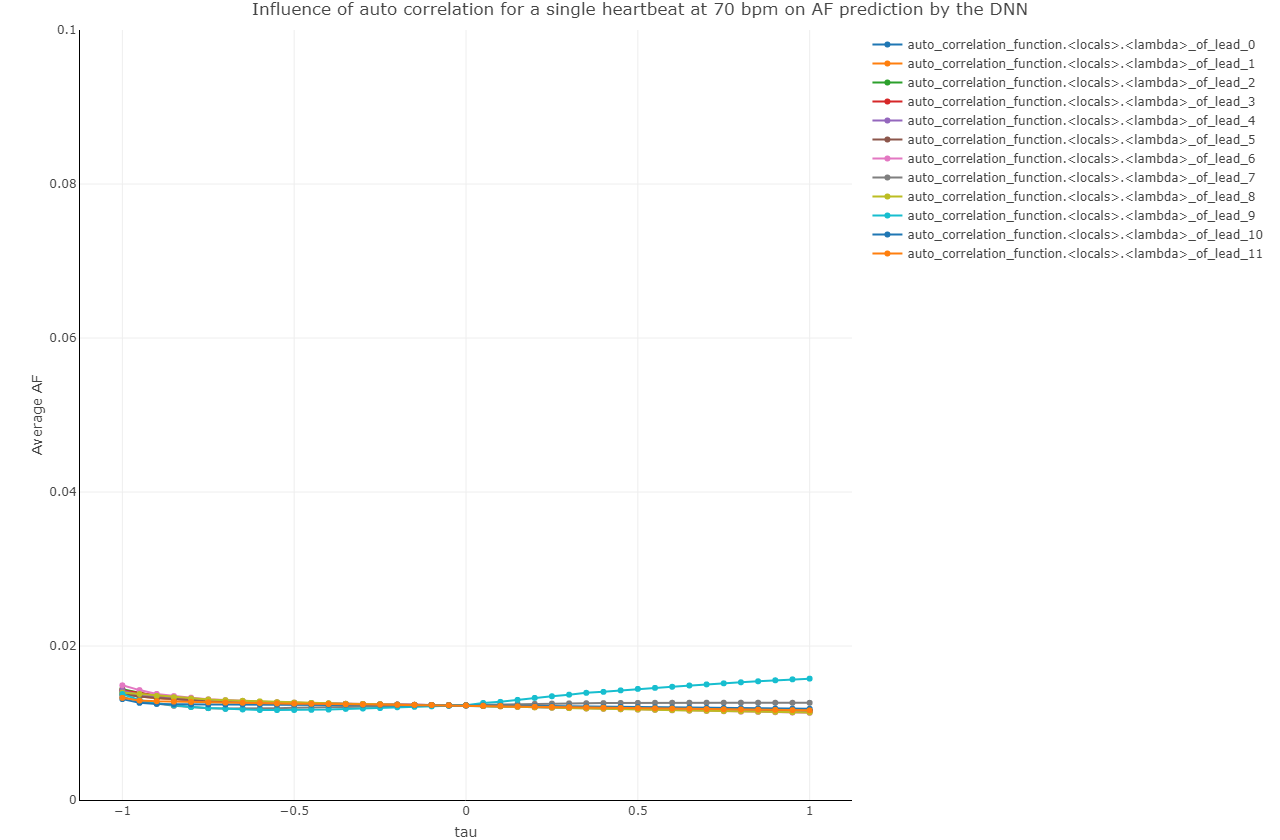 Influence of auto correlation for a single heartbeat at 70 bpm on AF prediction by the DNN
0.1
0.08
0.06
0.04
0.02
0
Average AF
−1
−0.5
0
0.5
1
tau
auto_correlation_function.<locals>.<lambda>_of_lead_0
auto_correlation_function.<locals>.<lambda>_of_lead_1
auto_correlation_function.<locals>.<lambda>_of_lead_2
auto_correlation_function.<locals>.<lambda>_of_lead_3
auto_correlation_function.<locals>.<lambda>_of_lead_4
auto_correlation_function.<locals>.<lambda>_of_lead_5
auto_correlation_function.<locals>.<lambda>_of_lead_6
auto_correlation_function.<locals>.<lambda>_of_lead_7
auto_correlation_function.<locals>.<lambda>_of_lead_8
auto_correlation_function.<locals>.<lambda>_of_lead_9
auto_correlation_function.<locals>.<lambda>_of_lead_10
auto_correlation_function.<locals>.<lambda>_of_lead_11